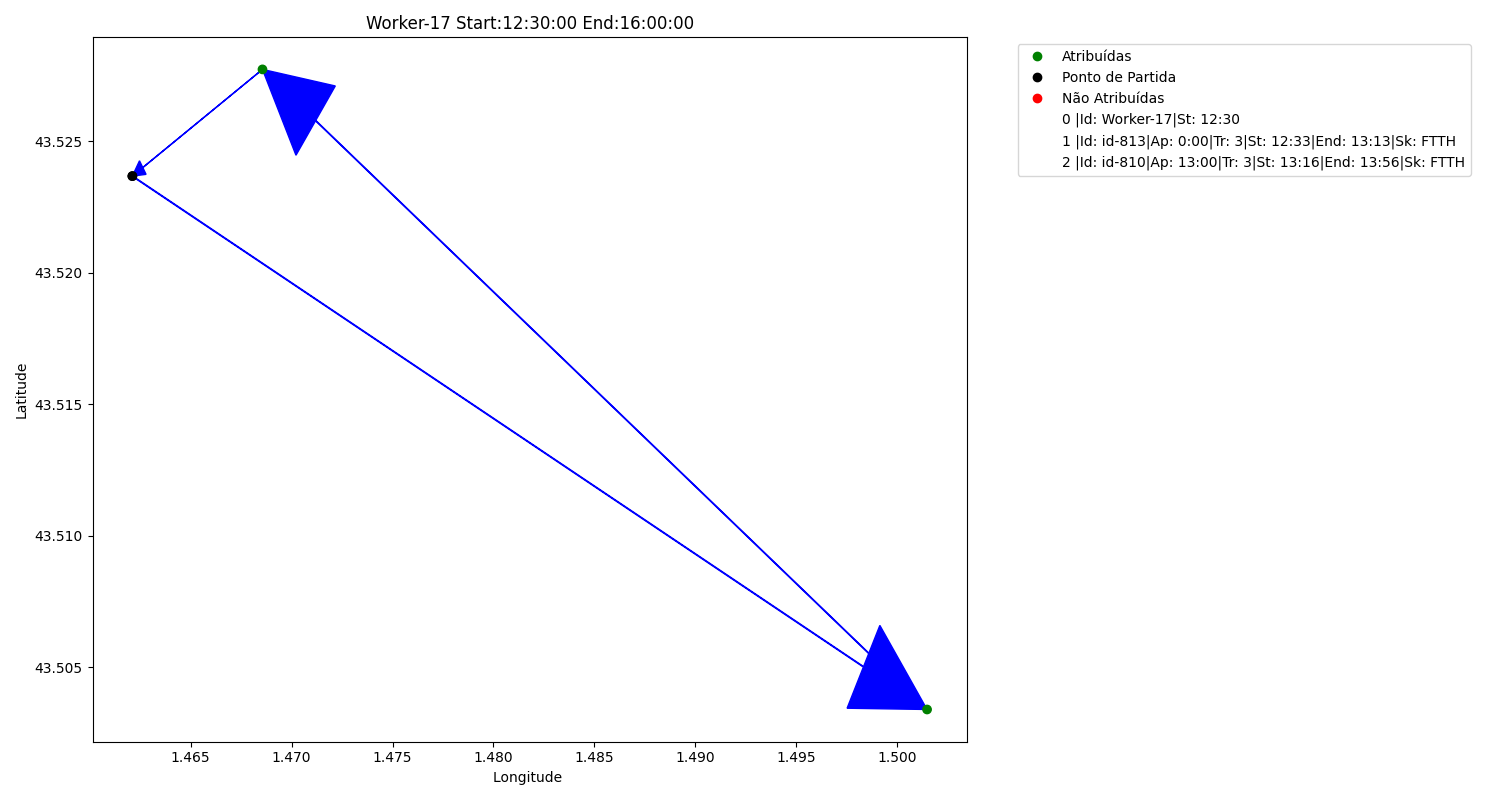 Worker-17 Start:12:30:00 End:16:00:00
Atribuídas
Ponto de Partida
Não Atribuídas
0 |Id: Worker-17|St: 12:30
1 |Id: id-813|Ap: 0:00|Tr: 3|St: 12:33|End: 13:13|Sk: FTTH
2 |Id: id-810|Ap: 13:00|Tr: 3|St: 13:16|End: 13:56|Sk: FTTH
Latitude
43.525
43.520
43.515
43.510
43.505
1.465 1.470 1.475 1.480 1.485 1.490 1.495 1.500
Longitude